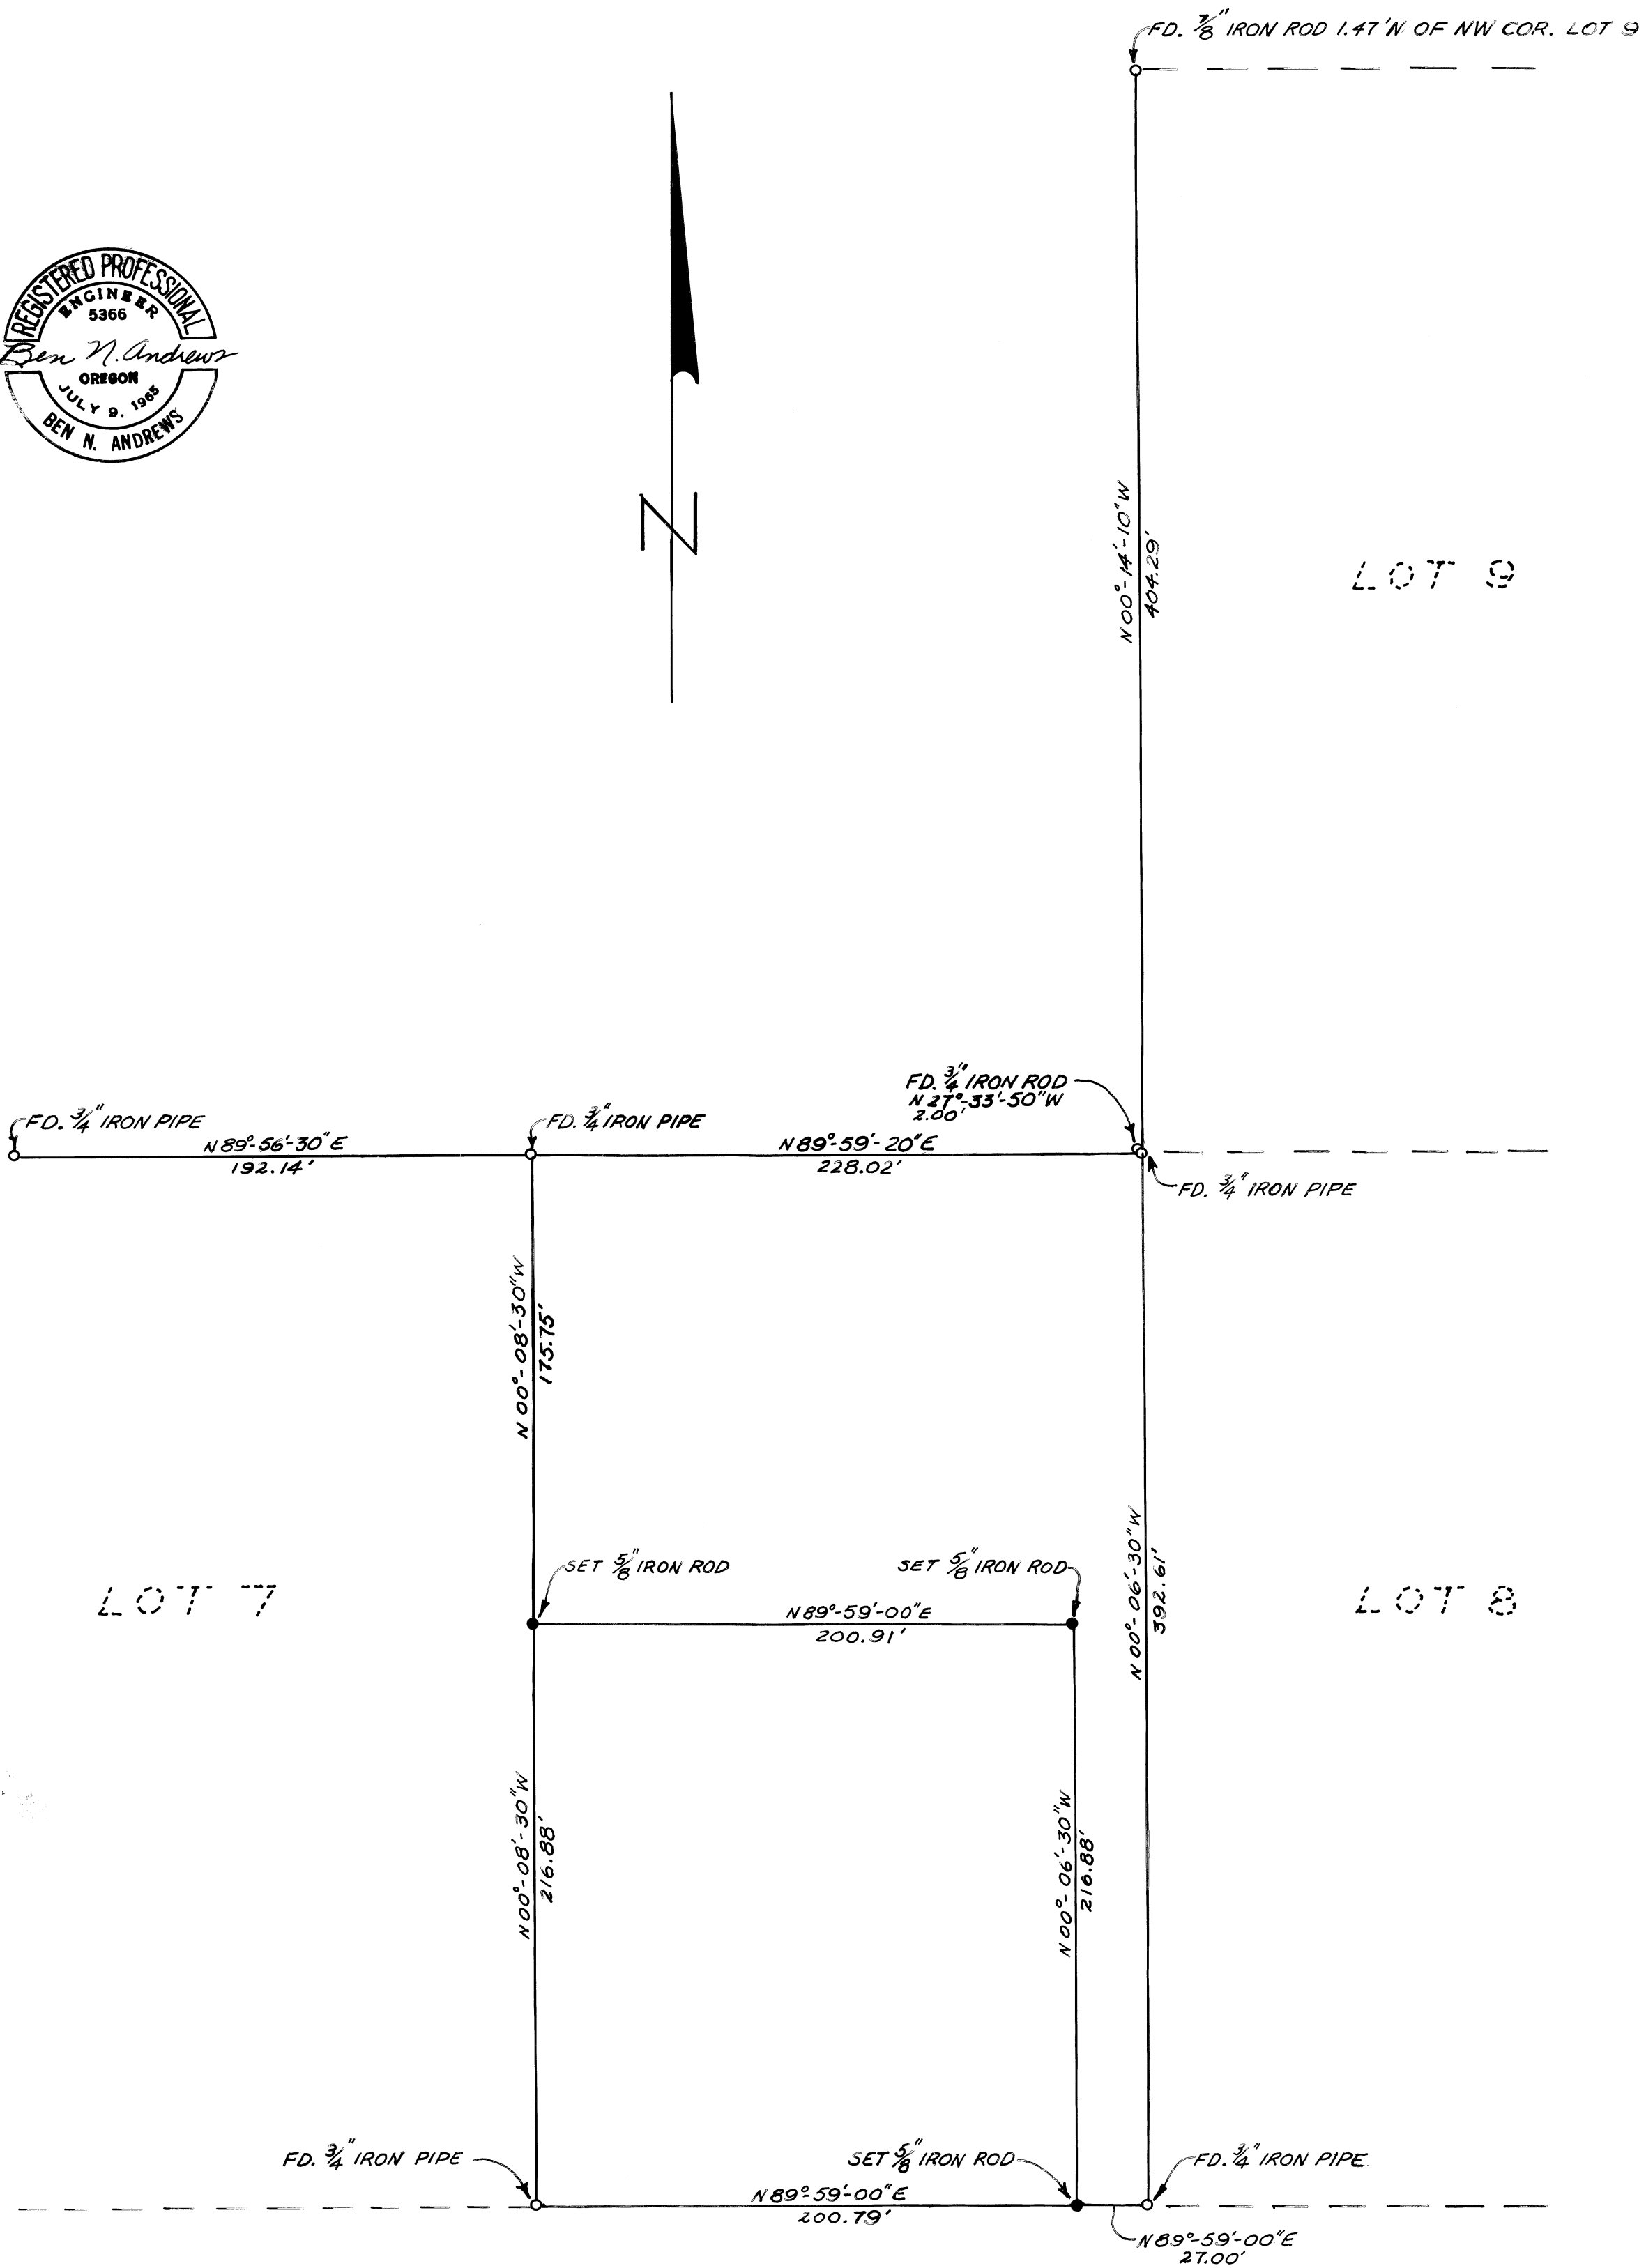 FD. 7/8" IRON ROD 1.47' N OF NW COR. LOT 9
REGISTERED PROFESSIONAL
ENGINEER
5366
Ben N. Andrews
OREGON
JULY 9, 1965
BEN N. ANDREWS
N
N 00°-14'-10" W
404.29'
LOT 9
FD. 3/4" IRON ROD
N 27°-33'-50" W
2.00'
FD. 3/4" IRON PIPE
N 89°-56'-30" E
192.14'
FD. 3/4" IRON PIPE
N 89°-59'-20" E
228.02'
FD. 3/4" IRON PIPE
N 00°-08'-30" W
175.75'
SET 5/8" IRON ROD
SET 5/8" IRON ROD
N 89°-59'-00" E
200.91'
N 00°-06'-30" W
392.61'
LOT 7
LOT 8
N 00°-08'-30" W
216.88'
N 00°-06'-30" W
216.88'
FD. 3/4" IRON PIPE
SET 5/8" IRON ROD
FD. 3/4" IRON PIPE
N 89°-59'-00" E
200.79'
N 89°-59'-00" E
27.00'